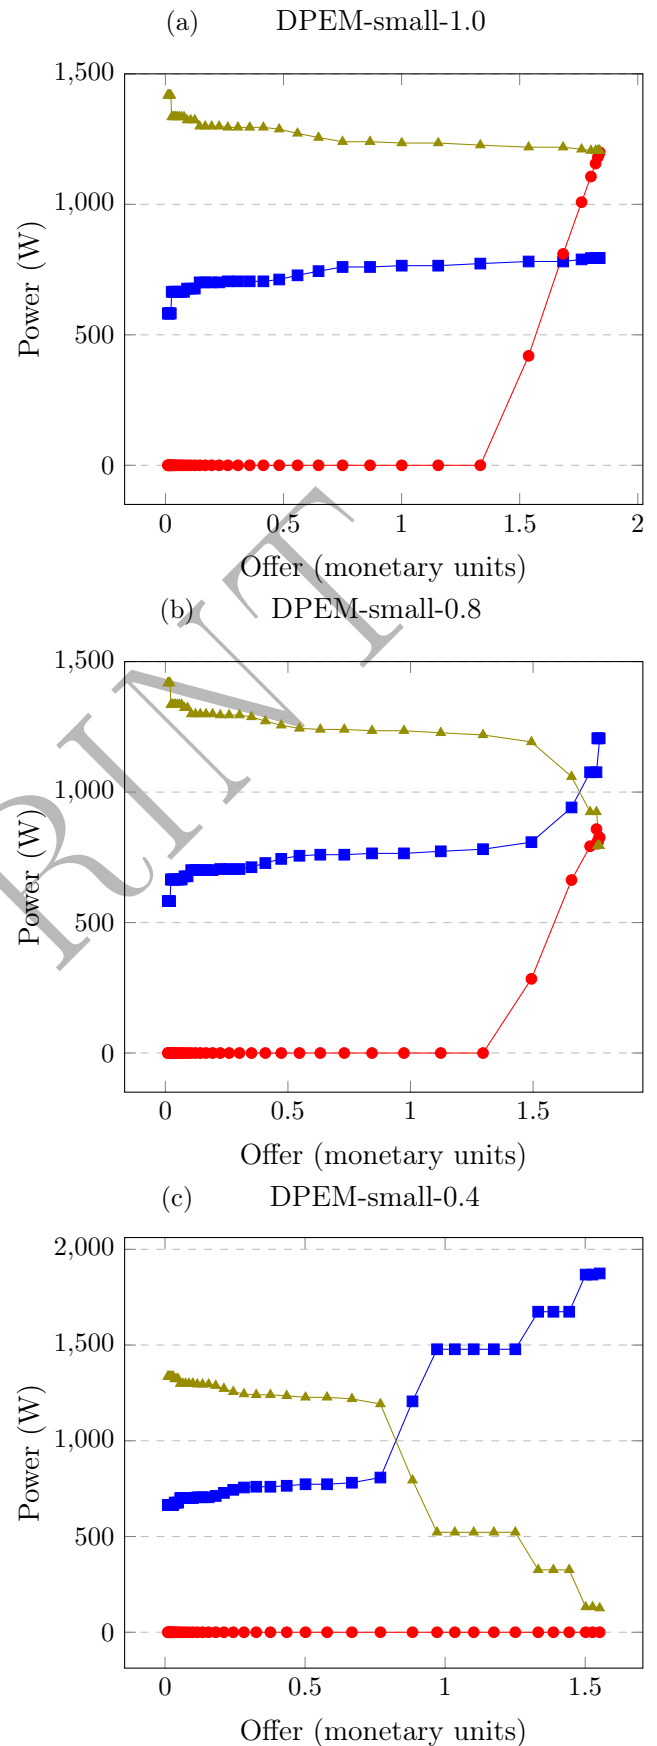 (a) DPEM-small-1.0
1,500
1,000
500
0
Power (W)
0 0.5 1 1.5 2
Offer (monetary units)
(b) DPEM-small-0.8
1,500
1,000
500
0
Power (W)
0 0.5 1 1.5
Offer (monetary units)
(c) DPEM-small-0.4
2,000
1,500
1,000
500
0
Power (W)
0 0.5 1 1.5
Offer (monetary units)
RINT